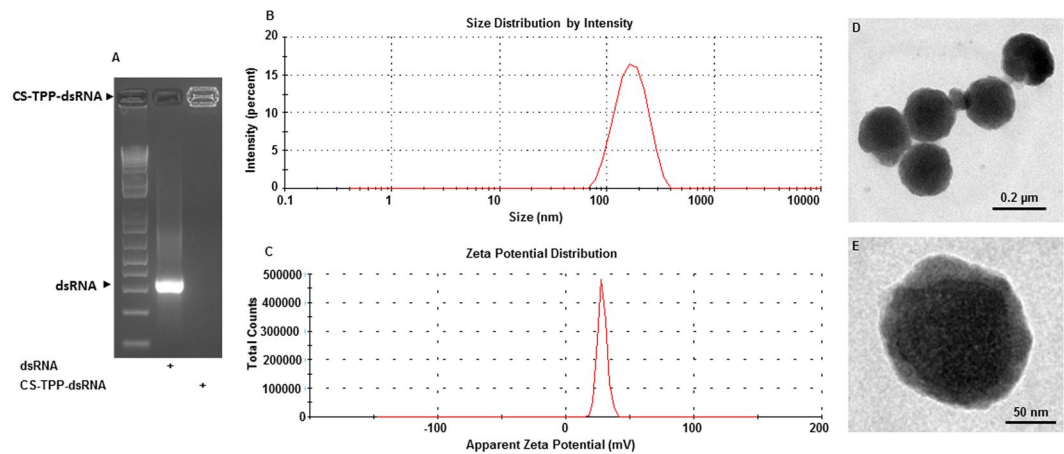 A
CS-TPP-dsRNA
dsRNA
dsRNA +
CS-TPP-dsRNA +
B
Size Distribution by Intensity
Intensity (percent)
20
15
10
5
0
0.1 1 10 100 1000 10000
Size (nm)
C
Zeta Potential Distribution
Total Counts
500000
400000
300000
200000
100000
0
-100 0 100 200
Apparent Zeta Potential (mV)
D
0.2 µm
E
50 nm